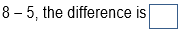 8 – 5, the difference is